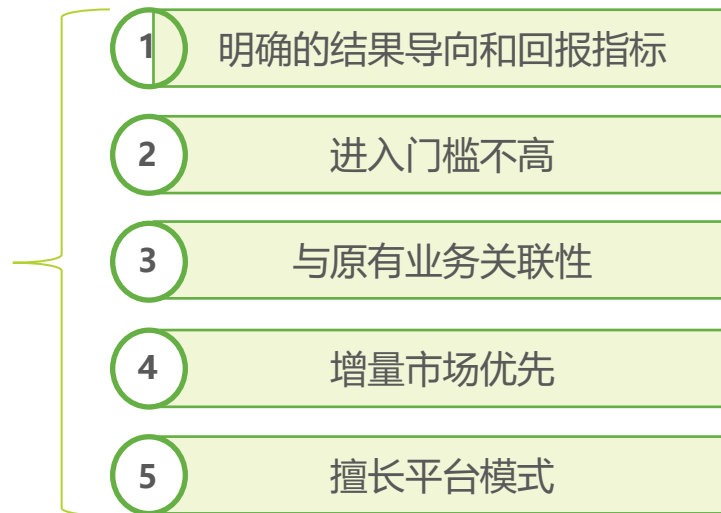 1 明确的结果导向和回报指标
2 进入门槛不高
3 与原有业务关联性
4 增量市场优先
5 擅长平台模式